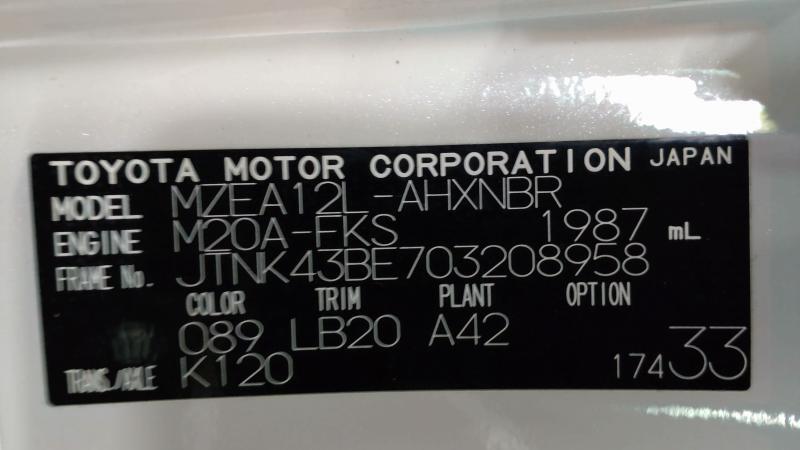 TOYOTA MOTOR CORPORATION JAPAN
MODEL MZEA12L-AHXNBR
ENGINE M20A-FKS 1987 mL
FRAME No. JTNK43BE703208958
COLOR TRIM PLANT OPTION
089 LB20 A42
TRANS./AXLE K120 17433